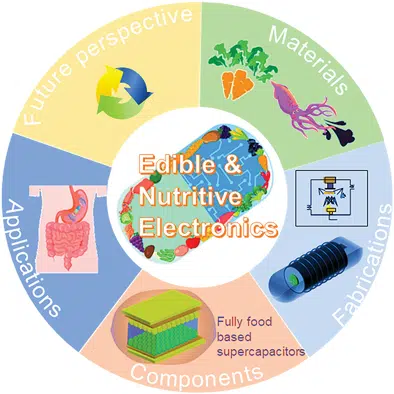 Future perspective
Materials
Edible &
Nutritive
Electronics
Applications
Fabrications
Fully food
based
supercapacitors
Components